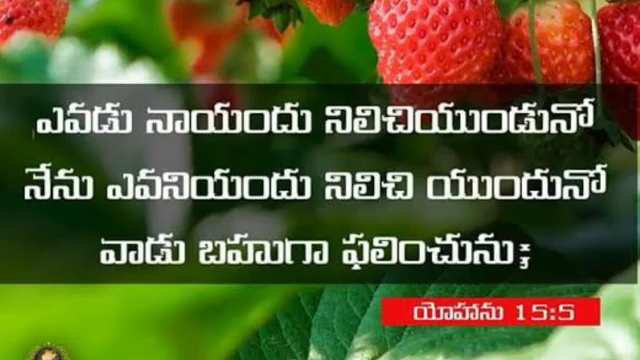 ఎవడు నాయందు నిలిచియుండునో
నేను ఎవనియందు నిలిచి యుందునో
వాడు బహుగా ఫలించును;
యోహాను 15:5